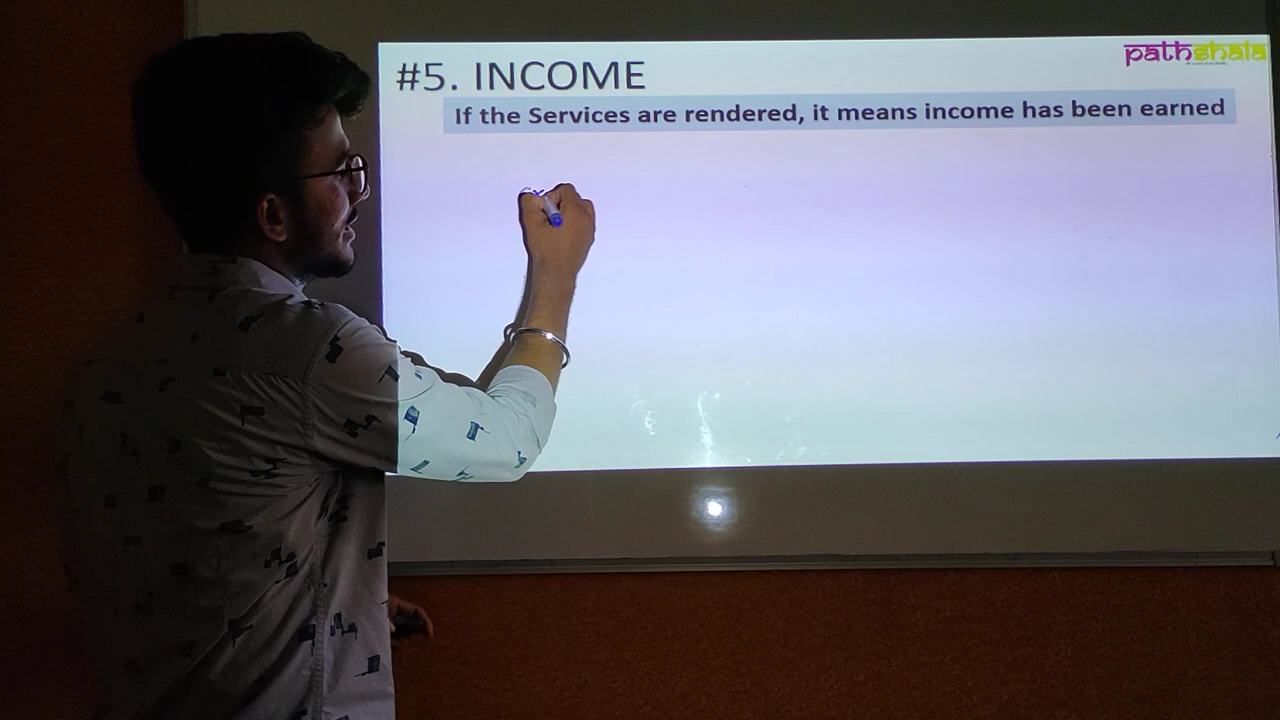 pathshala
#5. INCOME
If the Services are rendered, it means income has been earned